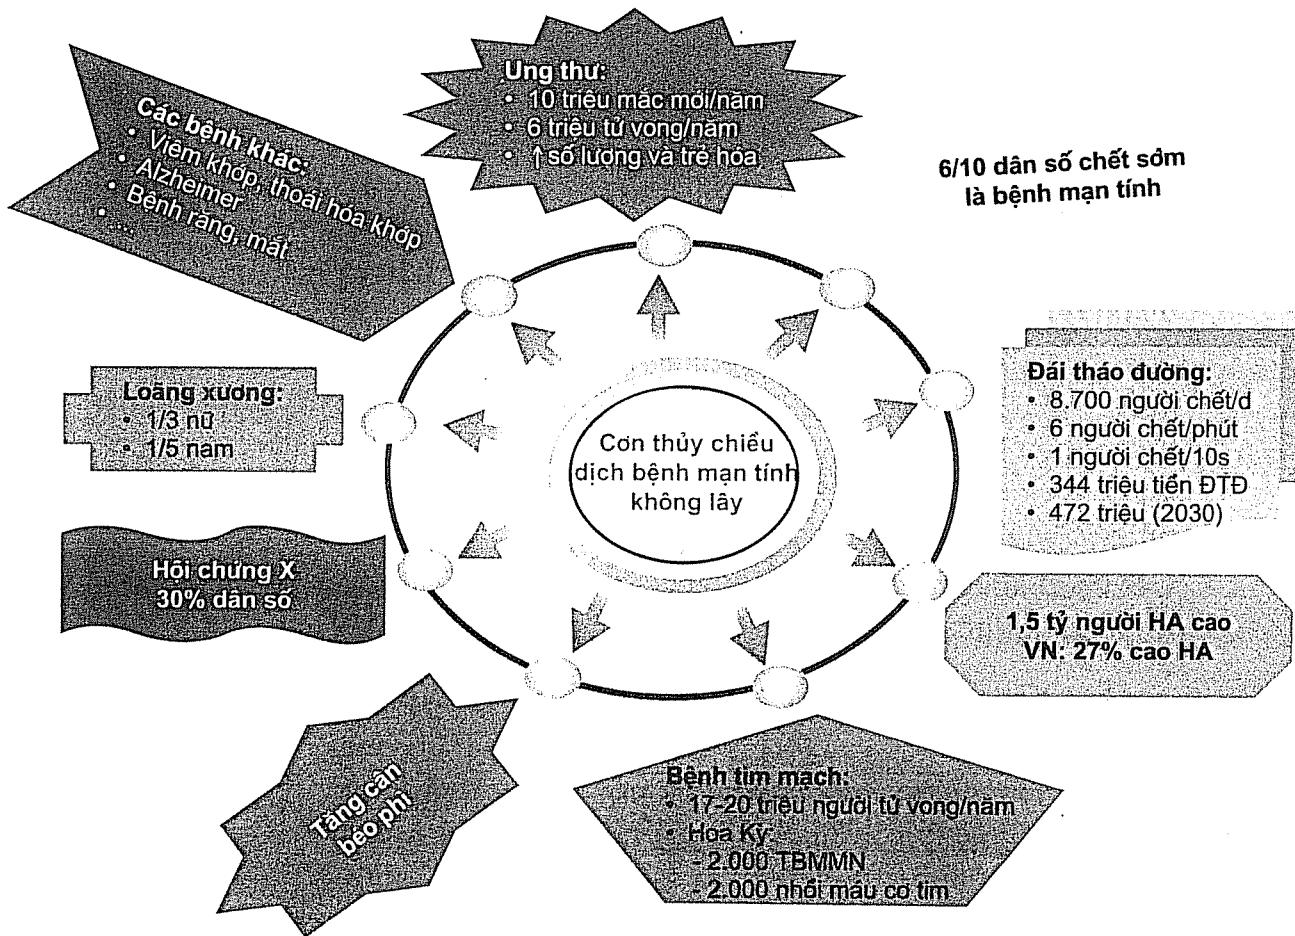 Ung thư:
• 10 triệu mắc mới/năm
• 6 triệu tử vong/năm
• ↑ số lượng và trẻ hóa
6/10 dân số chết sớm
là bệnh mạn tính
Các bệnh khác:
• Viêm khớp, thoái hóa khớp
• Alzheimer
• Bệnh răng, mắt
• ...
Đái tháo đường:
• 8.700 người chết/d
• 6 người chết/phút
• 1 người chết/10s
• 344 triệu tiền ĐTĐ
• 472 triệu (2030)
Loãng xương:
• 1/3 nữ
• 1/5 nam
Cơn thủy chiều
dịch bệnh mạn tính
không lây
Hội chứng X
30% dân số
1,5 tỷ người HA cao
VN: 27% cao HA
Tăng cân
béo phì
Bệnh tim mạch:
• 17-20 triệu người tử vong/năm
• Hoa Kỳ
- 2.000 TBMMN
- 2.000 nhồi máu cơ tim